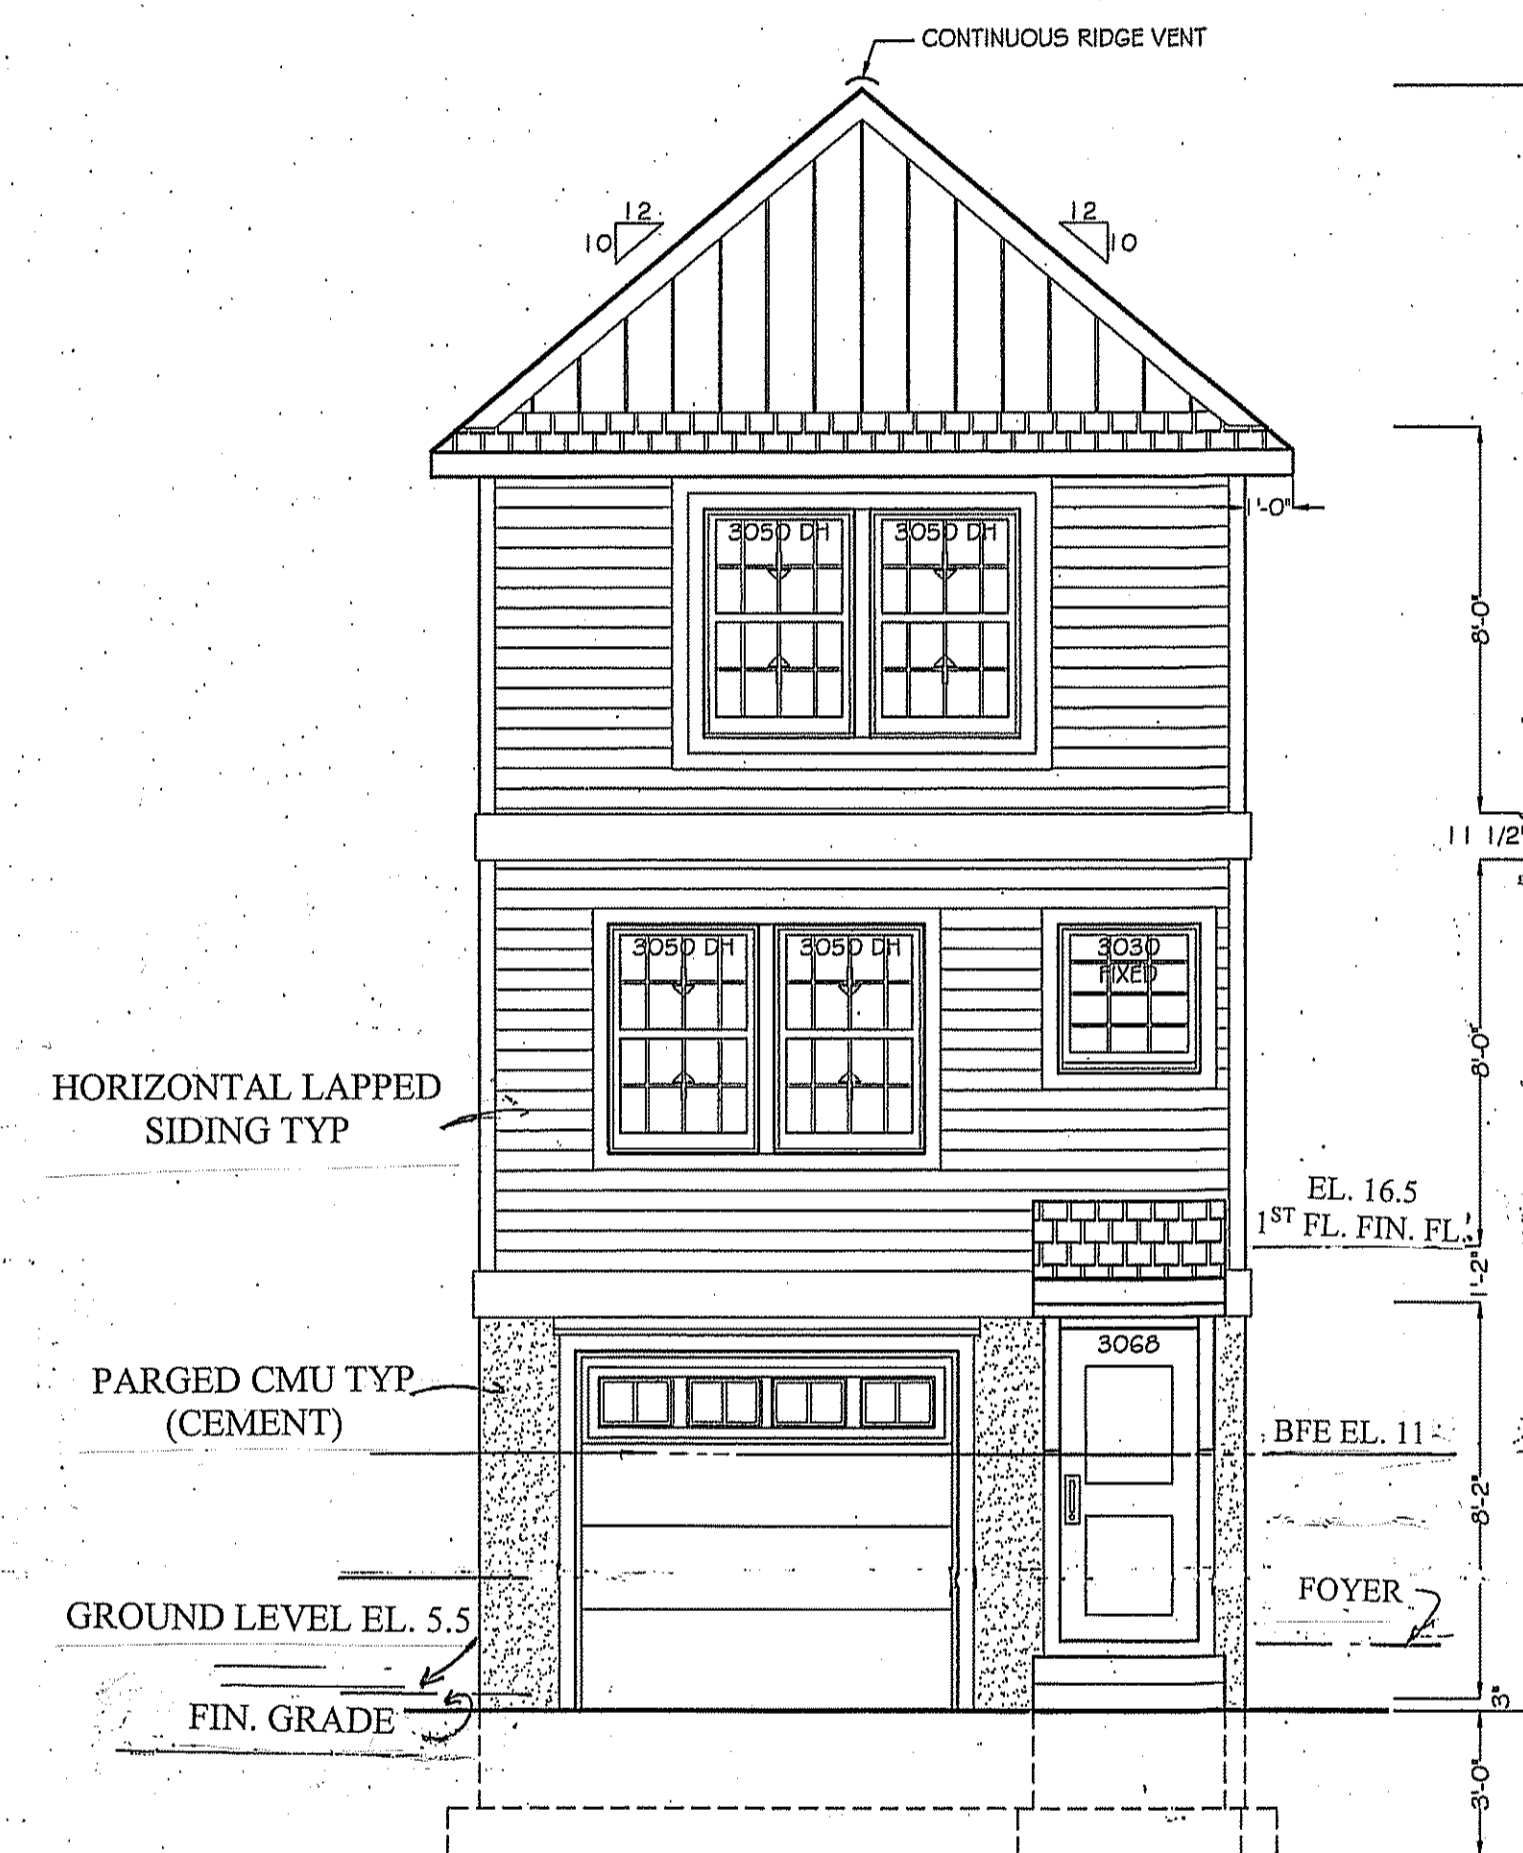 CONTINUOUS RIDGE VENT
12
10
12
10
1'-0"
3050 DH
3050 DH
8'-0"
11 1/2"
3050 DH
3050 DH
3030
FIXED
8'-0"
HORIZONTAL LAPPED
SIDING TYP
EL. 16.5
1ST FL. FIN. FL.
1'-2"
3068
PARGED CMU TYP
(CEMENT)
BFE EL. 11
8'-2"
FOYER
GROUND LEVEL EL. 5.5
FIN. GRADE
3"
3'-0"